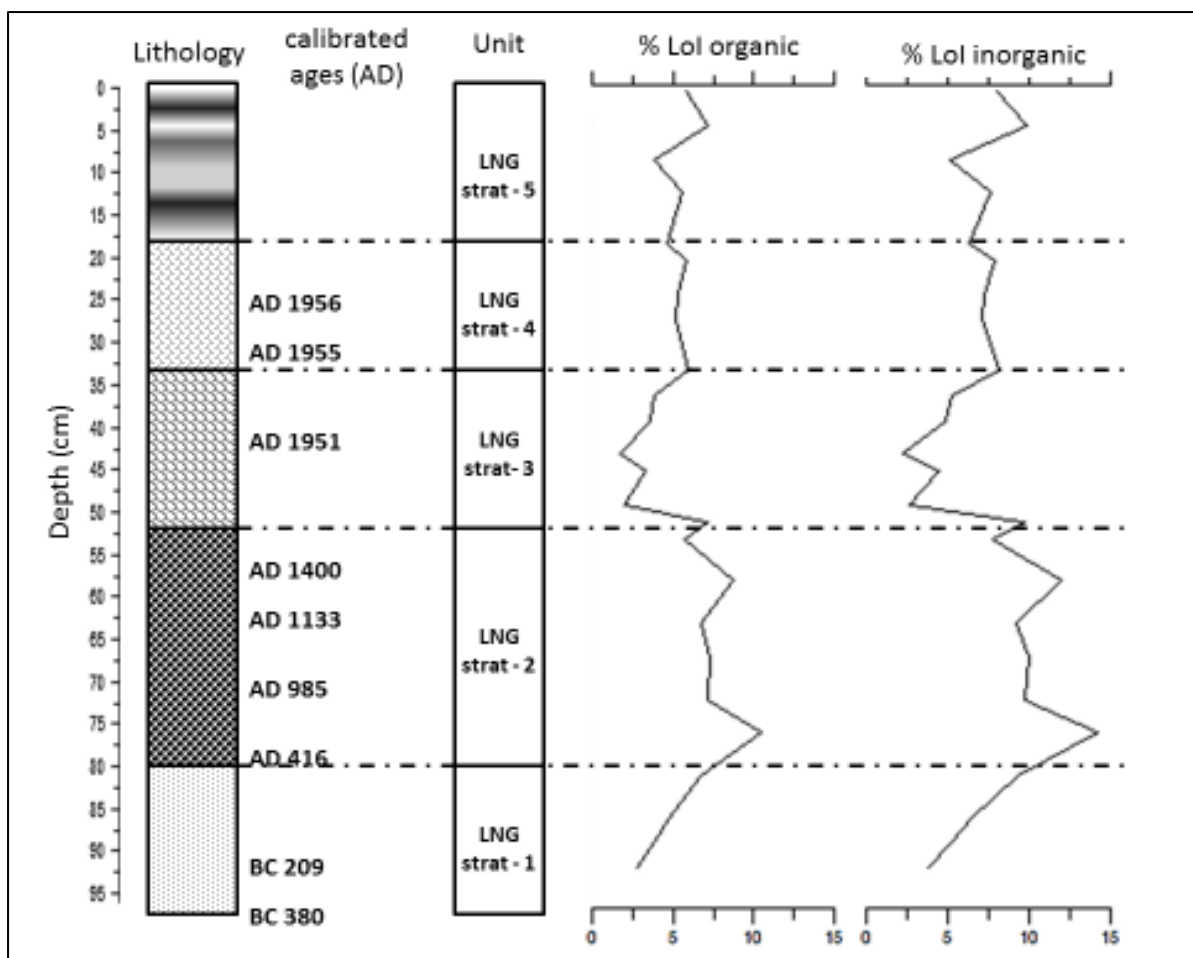 Lithology
calibrated
ages (AD)
Unit
% LoI organic
% LoI inorganic
Depth (cm)
0
5
10
15
20
25
30
35
40
45
50
55
60
65
70
75
80
85
90
95
AD 1956
AD 1955
AD 1951
AD 1400
AD 1133
AD 985
AD 416
BC 209
BC 380
LNG
strat - 5
LNG
strat - 4
LNG
strat- 3
LNG
strat - 2
LNG
strat - 1
0 5 10 15
0 5 10 15